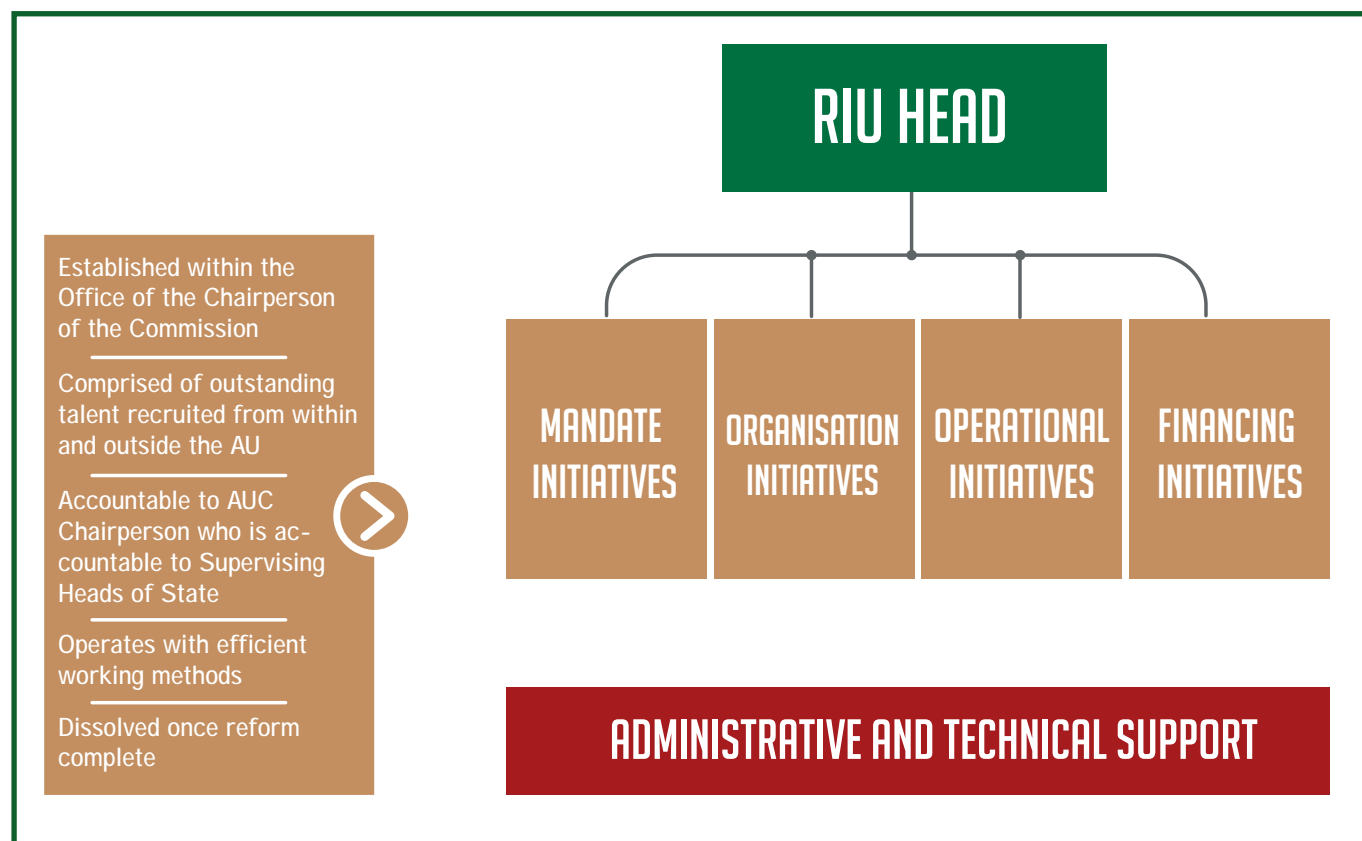 RIU HEAD
Established within the
Office of the Chairperson
of the Commission
Comprised of outstanding
talent recruited from within
and outside the AU
Accountable to AUC
Chairperson who is ac-
countable to Supervising
Heads of State
Operates with efficient
working methods
Dissolved once reform
complete
MANDATE
INITIATIVES
ORGANISATION
INITIATIVES
OPERATIONAL
INITIATIVES
FINANCING
INITIATIVES
ADMINISTRATIVE AND TECHNICAL SUPPORT